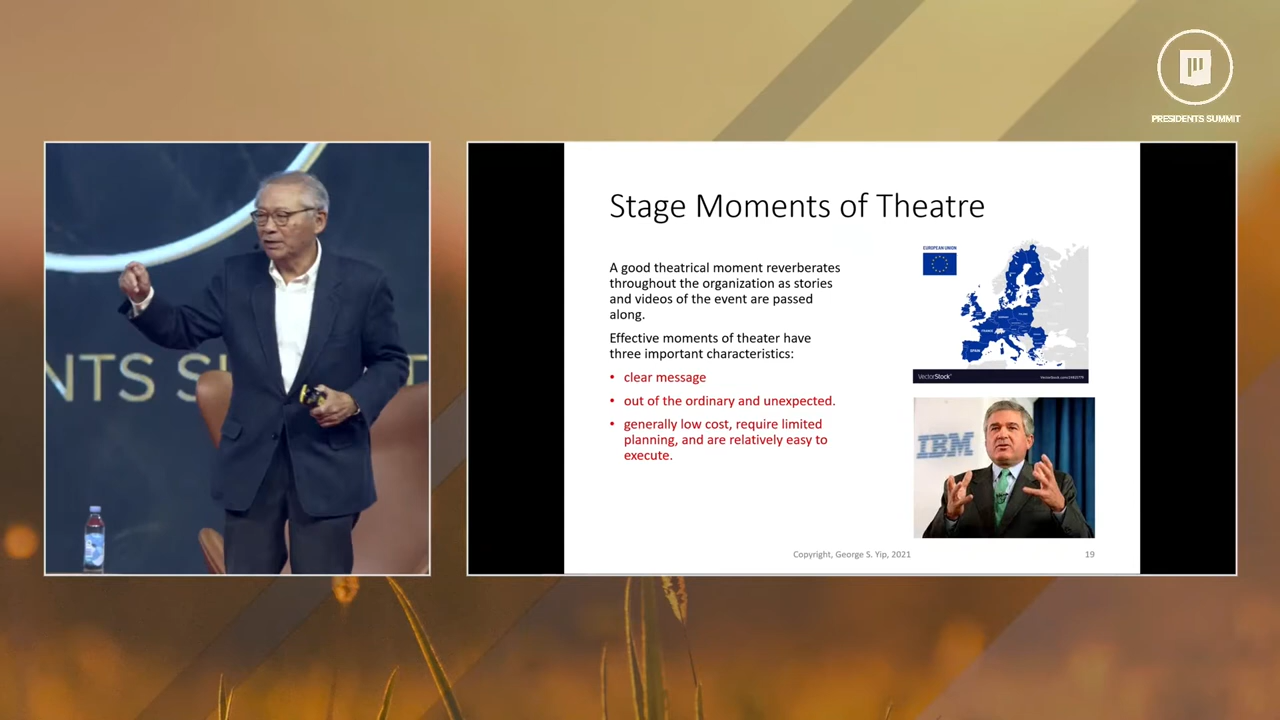 PRESIDENTS SUMMIT
NTS S
T
Stage Moments of Theatre
A good theatrical moment reverberates
throughout the organization as stories
and videos of the event are passed
along.
Effective moments of theater have
three important characteristics:
• clear message
• out of the ordinary and unexpected.
• generally low cost, require limited
planning, and are relatively easy to
execute.
EUROPEAN UNION
FRANCE
SPAIN
VectorStock®
IBM
Copyright, George S. Yip, 2021
19